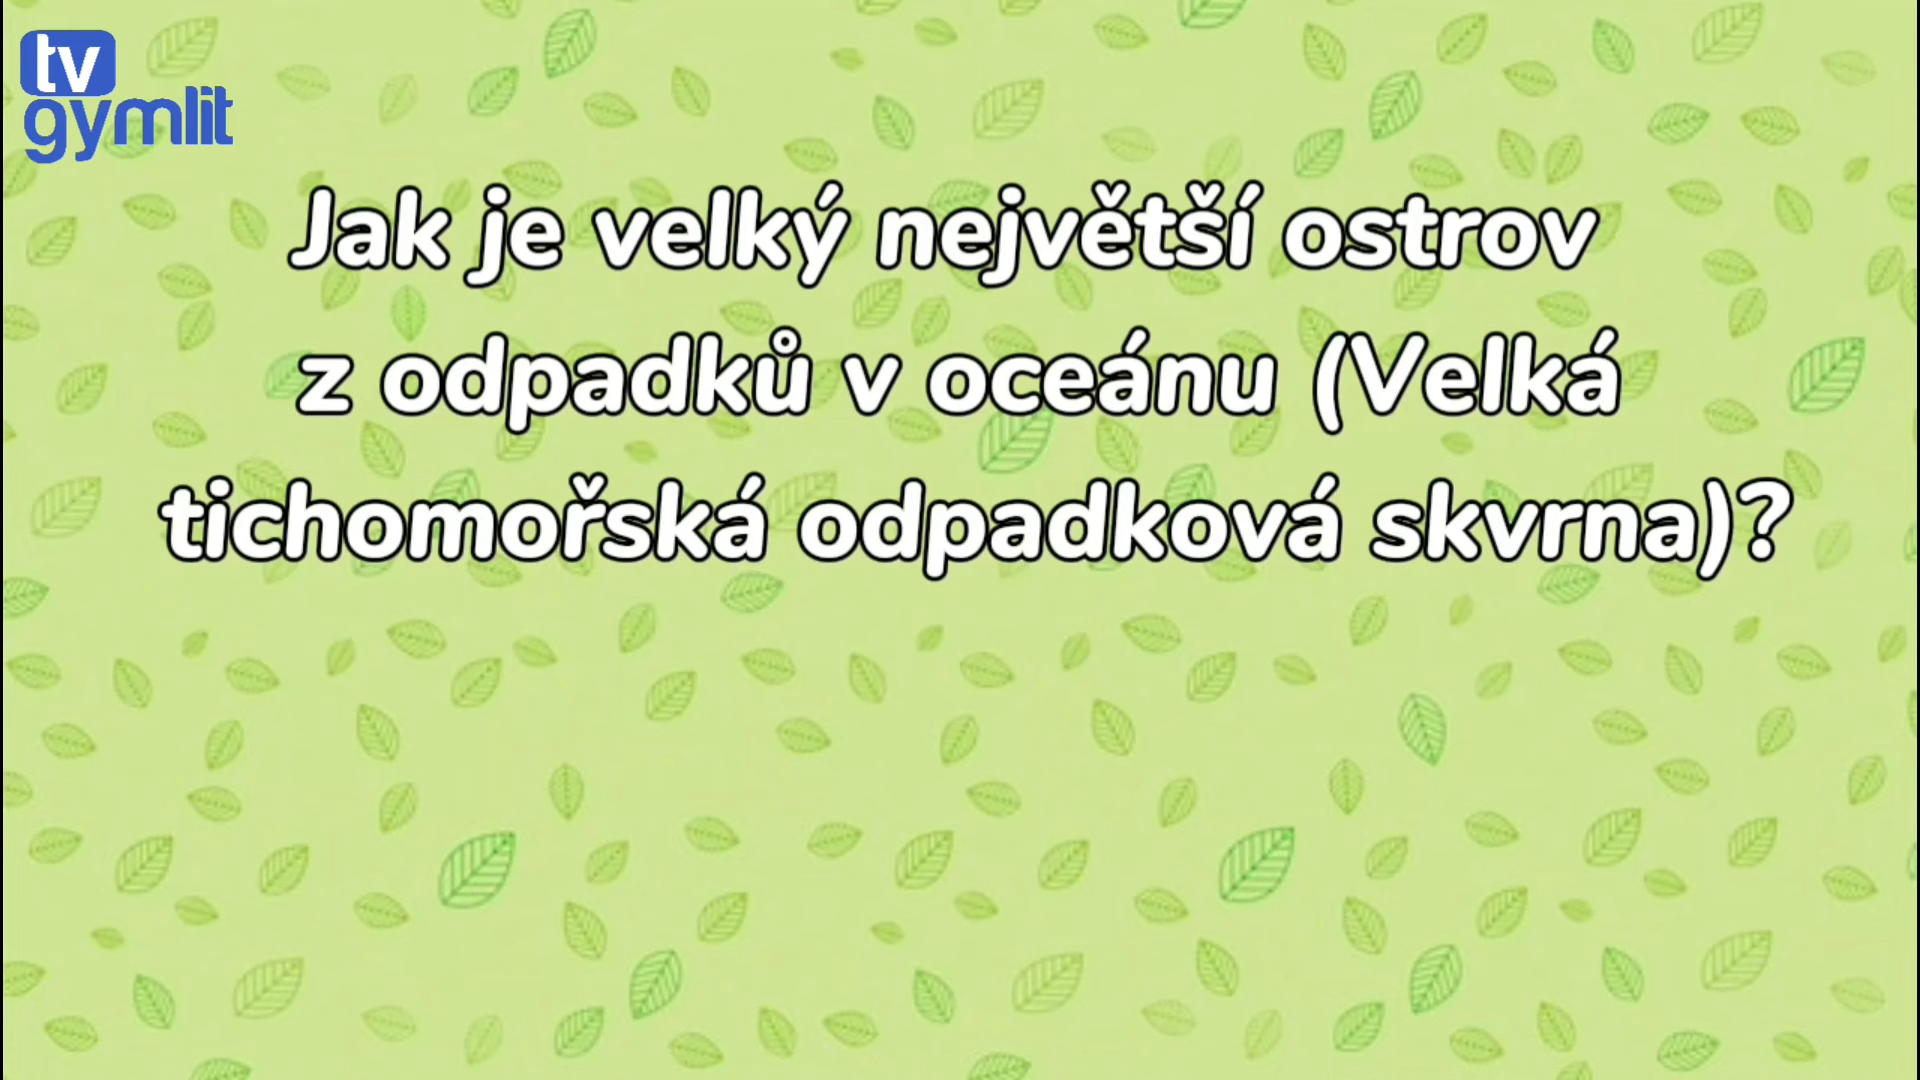 tv
gymlit
Jak je velký největší ostrov
z odpadků v oceánu (Velká
tichomořská odpadková skvrna)?